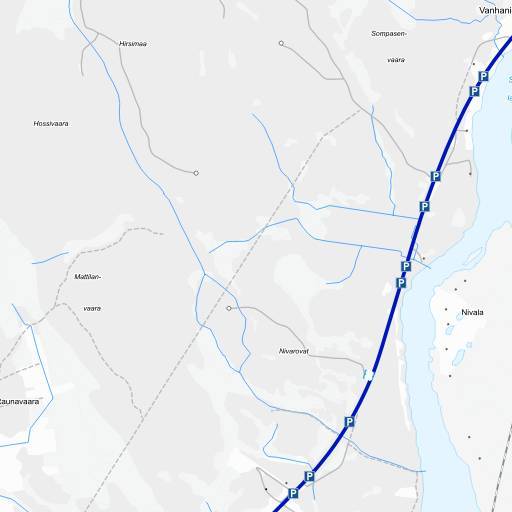 Vanhani
Sompasen-
vaara
Hirsimaa
Hossivaara
P
P
P
P
P
P
Mattilan-
vaara
Nivala
Nivarovat
Raunavaara
P
P
P